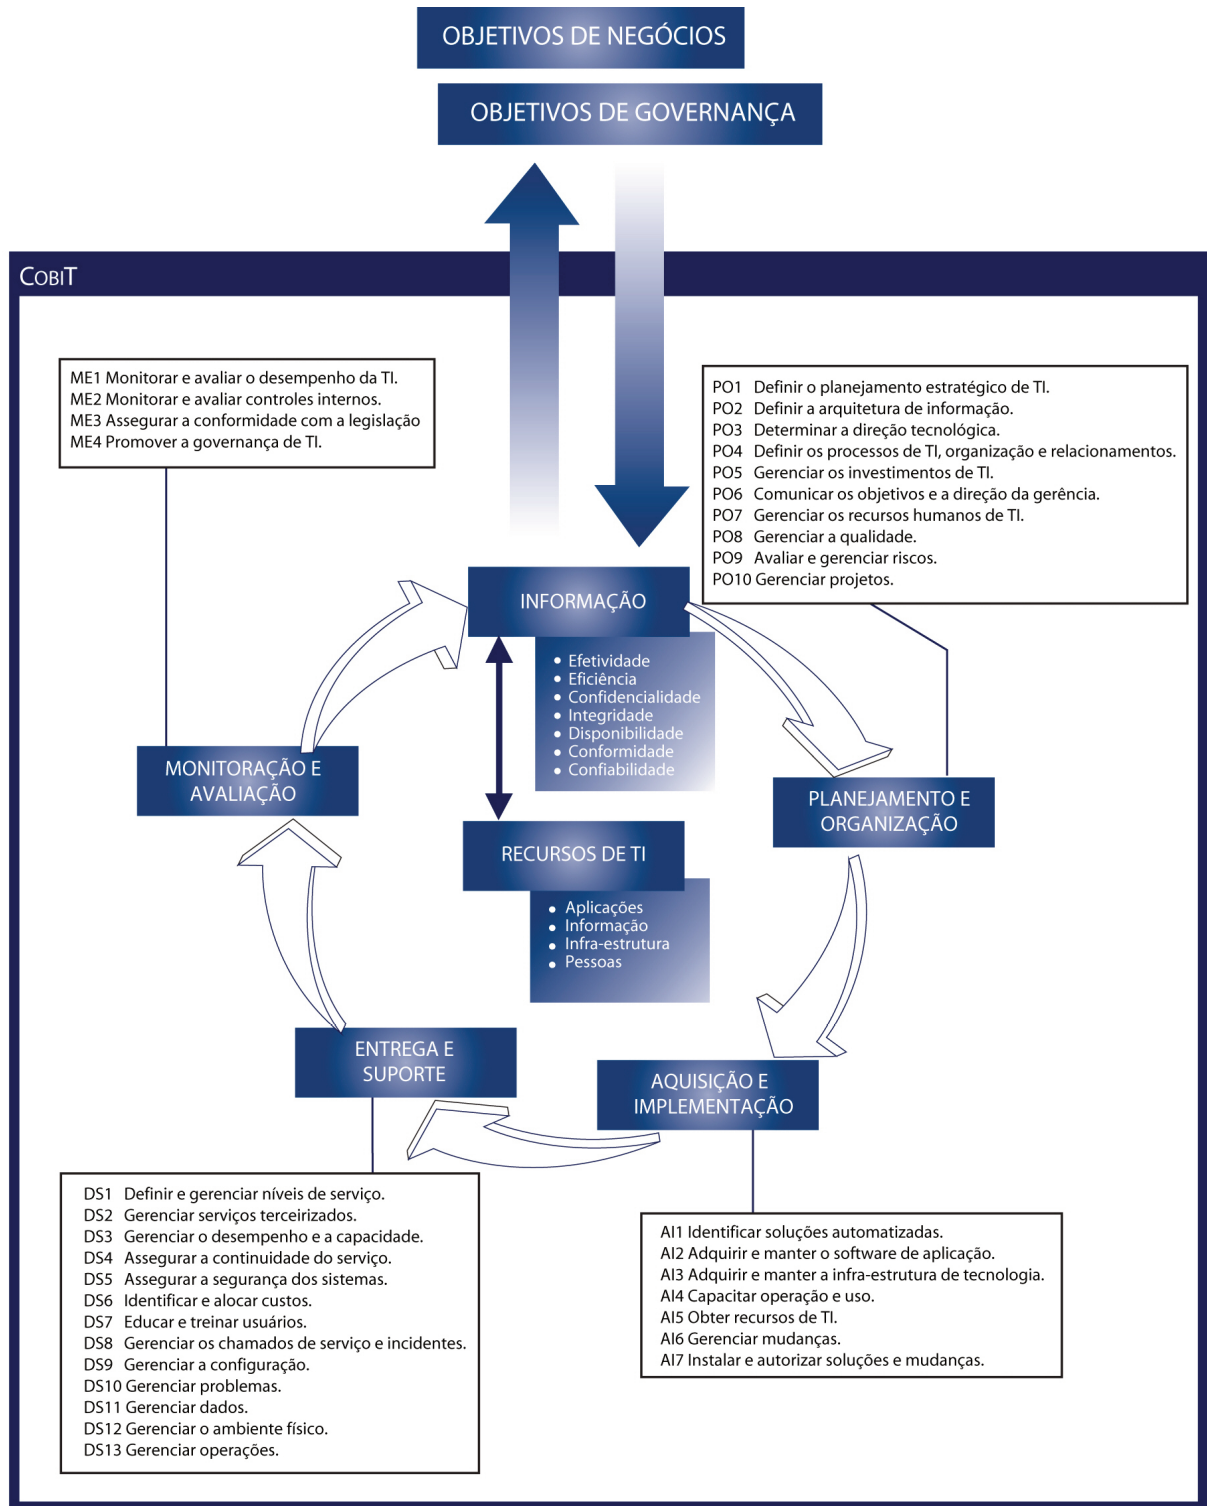 OBJETIVOS DE NEGÓCIOS
OBJETIVOS DE GOVERNANÇA
COBIT
ME1 Monitorar e avaliar o desempenho da TI.
ME2 Monitorar e avaliar controles internos.
ME3 Assegurar a conformidade com a legislação
ME4 Promover a governança de TI.
PO1 Definir o planejamento estratégico de TI.
PO2 Definir a arquitetura de informação.
PO3 Determinar a direção tecnológica.
PO4 Definir os processos de TI, organização e relacionamentos.
PO5 Gerenciar os investimentos de TI.
PO6 Comunicar os objetivos e a direção da gerência.
PO7 Gerenciar os recursos humanos de TI.
PO8 Gerenciar a qualidade.
PO9 Avaliar e gerenciar riscos.
PO10 Gerenciar projetos.
INFORMAÇÃO
• Efetividade
• Eficiência
• Confidencialidade
• Integridade
• Disponibilidade
• Conformidade
• Confiabilidade
MONITORAÇÃO E
AVALIAÇÃO
PLANEJAMENTO E
ORGANIZAÇÃO
RECURSOS DE TI
• Aplicações
• Informação
• Infra-estrutura
• Pessoas
ENTREGA E
SUPORTE
AQUISIÇÃO E
IMPLEMENTAÇÃO
DS1 Definir e gerenciar níveis de serviço.
DS2 Gerenciar serviços terceirizados.
DS3 Gerenciar o desempenho e a capacidade.
DS4 Assegurar a continuidade do serviço.
DS5 Assegurar a segurança dos sistemas.
DS6 Identificar e alocar custos.
DS7 Educar e treinar usuários.
DS8 Gerenciar os chamados de serviço e incidentes.
DS9 Gerenciar a configuração.
DS10 Gerenciar problemas.
DS11 Gerenciar dados.
DS12 Gerenciar o ambiente físico.
DS13 Gerenciar operações.
AI1 Identificar soluções automatizadas.
AI2 Adquirir e manter o software de aplicação.
AI3 Adquirir e manter a infra-estrutura de tecnologia.
AI4 Capacitar operação e uso.
AI5 Obter recursos de TI.
AI6 Gerenciar mudanças.
AI7 Instalar e autorizar soluções e mudanças.